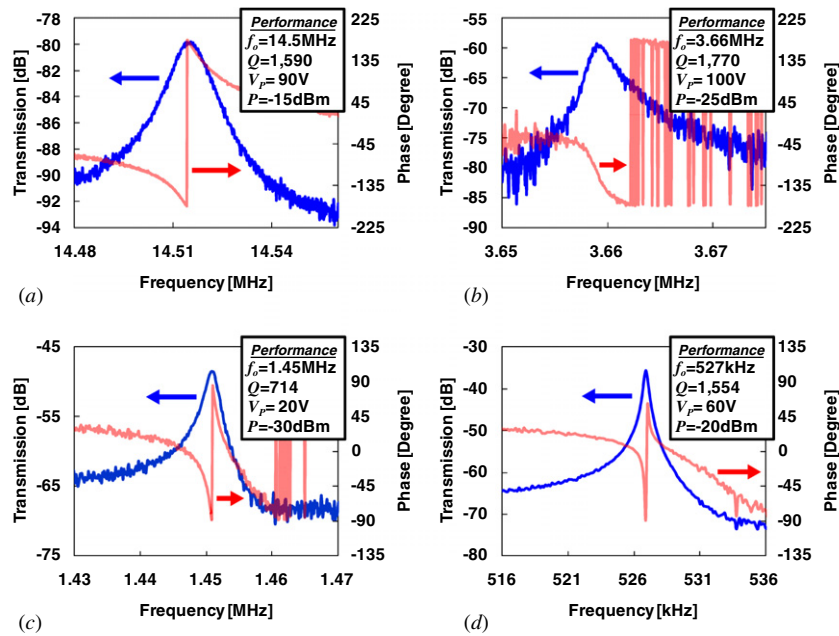 Performance
fo=14.5MHz
Q=1,590
VP=90V
P=-15dBm
Transmission [dB]
-78
-80
-82
-84
-86
-88
-90
-92
-94
225
135
45
-45
-135
-225
Phase [Degree]
14.48
14.51
14.54
Frequency [MHz]
(a)
Performance
fo=3.66MHz
Q=1,770
VP=100V
P=-25dBm
Transmission [dB]
-55
-60
-65
-70
-75
-80
-85
-90
225
135
45
-45
-135
-225
Phase [Degree]
3.65
3.66
3.67
Frequency [MHz]
(b)
Performance
fo=1.45MHz
Q=714
VP=20V
P=-30dBm
Transmission [dB]
-45
-55
-65
-75
135
90
45
0
-45
-90
-135
Phase [Degree]
1.43
1.44
1.45
1.46
1.47
Frequency [MHz]
(c)
Performance
fo=527kHz
Q=1,554
VP=60V
P=-20dBm
Transmission [dB]
-30
-40
-50
-60
-70
-80
135
90
45
0
-45
-90
-135
Phase [Degree]
516
521
526
531
536
Frequency [kHz]
(d)